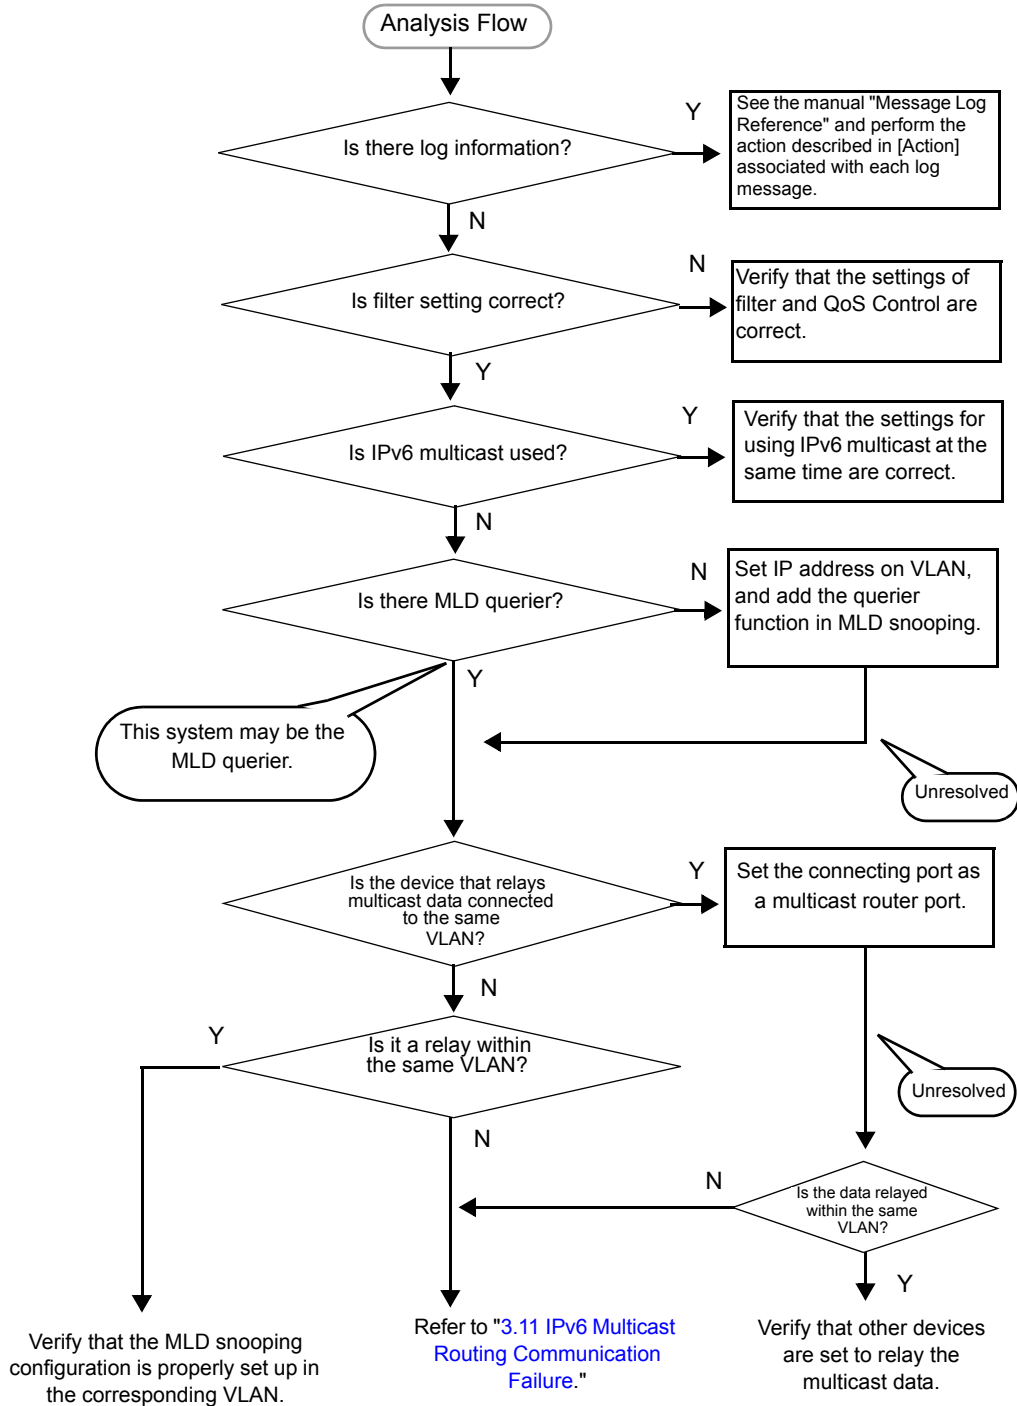 Analysis Flow
Is there log information?
Y
See the manual "Message Log
Reference" and perform the
action described in [Action]
associated with each log
message.
N
Is filter setting correct?
N
Verify that the settings of
filter and QoS Control are
correct.
Y
Is IPv6 multicast used?
Y
Verify that the settings for
using IPv6 multicast at the
same time are correct.
N
Is there MLD querier?
N
Set IP address on VLAN,
and add the querier
function in MLD snooping.
Y
This system may be the
MLD querier.
Unresolved
Is the device that relays
multicast data connected
to the same
VLAN?
Y
Set the connecting port as
a multicast router port.
N
Y
Is it a relay within
the same VLAN?
Unresolved
N
N
Is the data relayed
within the same
VLAN?
Y
Verify that the MLD snooping
configuration is properly set up in
the corresponding VLAN.
Refer to "3.11 IPv6 Multicast
Routing Communication
Failure."
Verify that other devices
are set to relay the
multicast data.